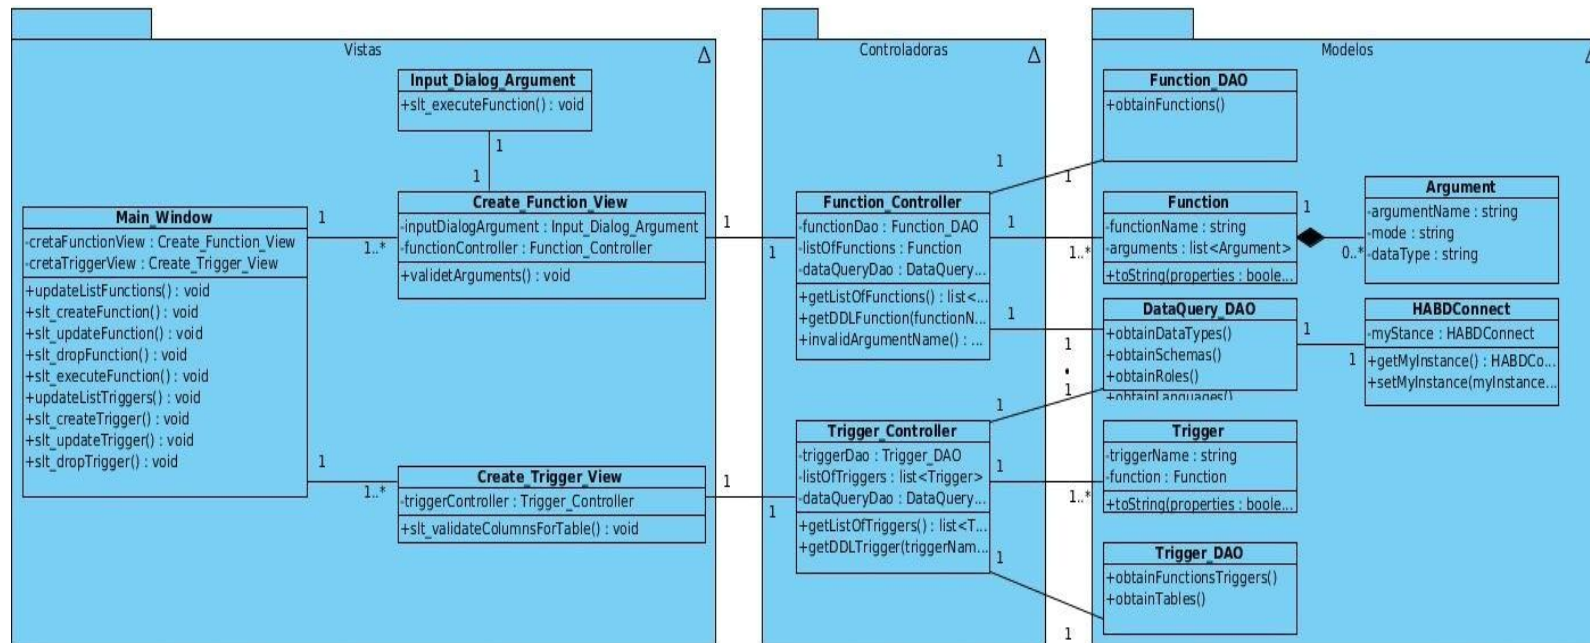 Vistas
Input_Dialog_Argument
+slt_executeFunction() : void
1
1
Main_Window
-cretaFunctionView : Create_Function_View
-cretaTriggerView : Create_Trigger_View
+updateListFunctions() : void
+slt_createFunction() : void
+slt_updateFunction() : void
+slt_dropFunction() : void
+slt_executeFunction() : void
+updateListTriggers() : void
+slt_createTrigger() : void
+slt_updateTrigger() : void
+slt_dropTrigger() : void
1
1..*
1
1..*
Create_Function_View
-inputDialogArgument : Input_Dialog_Argument
-functionController : Function_Controller
+validetArguments() : void
Create_Trigger_View
-triggerController : Trigger_Controller
+slt_validateColumnsForTable() : void
1
1
1
1
Controladoras
Function_Controller
-functionDao : Function_DAO
-listOfFunctions : Function
-dataQueryDao : DataQuery...
+getListOfFunctions() : list<...
+getDDLFunction(functionN...
+invalidArgumentName() : ...
Trigger_Controller
-triggerDao : Trigger_DAO
-listOfTriggers : list<Trigger>
-dataQueryDao : DataQuery...
+getListOfTriggers() : list<T...
+getDDLTrigger(triggerNam...
1
1
1
1..*
1
1
1
1
1
1..*
1
1
Modelos
Function_DAO
+obtainFunctions()
Function
-functionName : string
-arguments : list<Argument>
+toString(properties : boole...
1
0..*
Argument
-argumentName : string
-mode : string
-dataType : string
DataQuery_DAO
+obtainDataTypes()
+obtainSchemas()
+obtainRoles()
+obtainLanguages()
1
1
HABDConnect
-myStance : HABDConnect
+getMyInstance() : HABDCo...
+setMyInstance(myInstance...
Trigger
-triggerName : string
-function : Function
+toString(properties : boole...
Trigger_DAO
+obtainFunctionsTriggers()
+obtainTables()